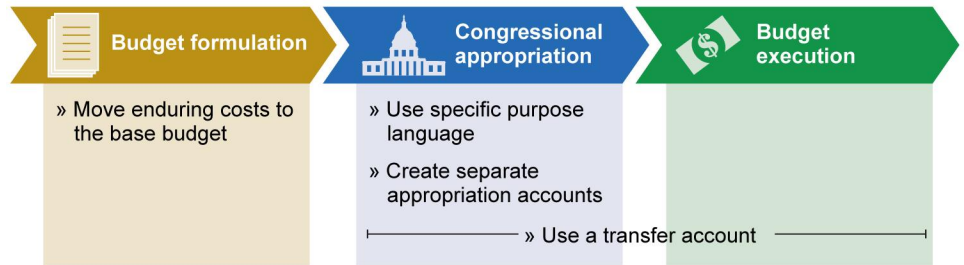 Budget formulation
Congressional
appropriation
Budget
execution
» Move enduring costs to
the base budget
» Use specific purpose
language
» Create separate
appropriation accounts
» Use a transfer account
$